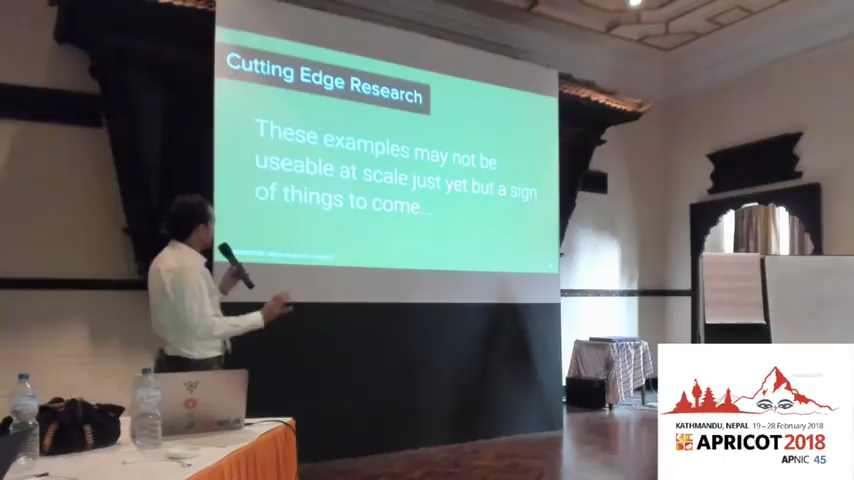 Cutting Edge Research
These examples may not be
useable at scale just yet but a sign
of things to come...
KATHMANDU, NEPAL 19 - 28 February 2018
APRICOT 2018
APNIC 45